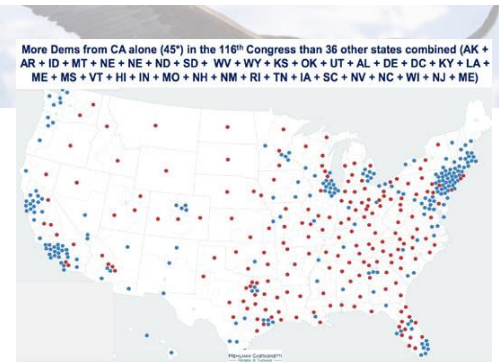 More Dems from CA alone (45*) in the 116th Congress than 36 other states combined (AK +
AR + ID + MT + NE + NE + ND + SD + WV + WY + KS + OK + UT + AL + DE + DC + KY + LA +
ME + MS + VT + HI + IN + MO + NH + NM + RI + TN + IA + SC + NV + NC + WI + NJ + ME)